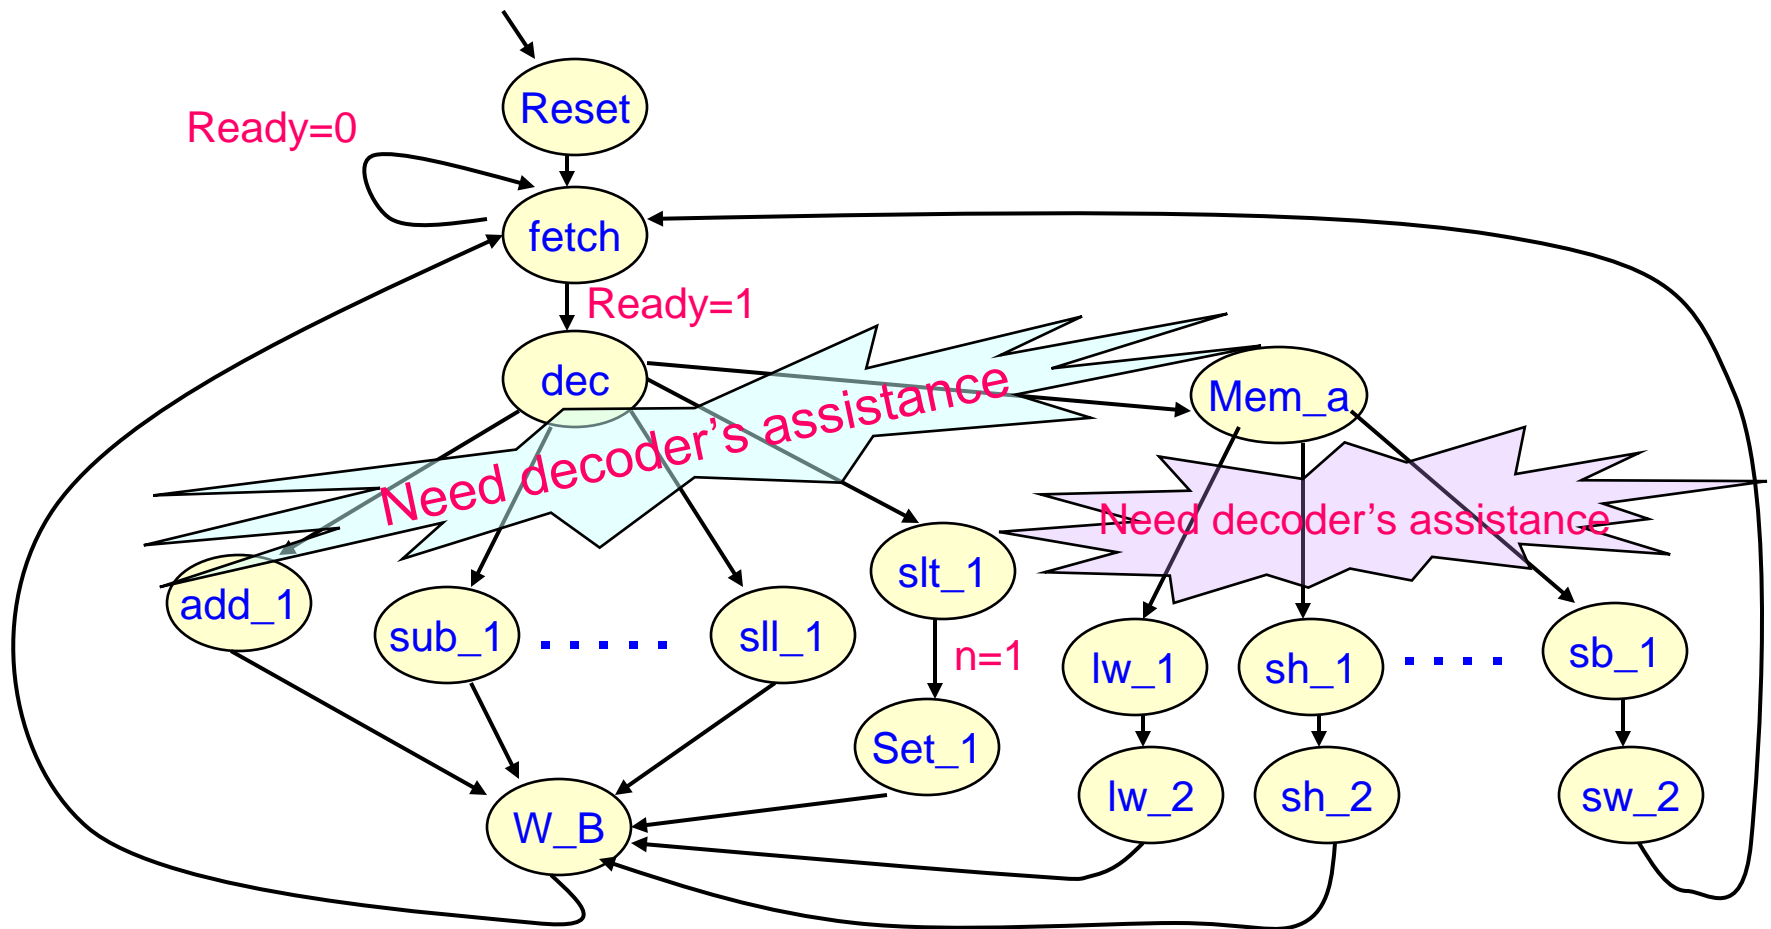 Reset
Ready=0
fetch
Ready=1
dec
Mem_a
Need decoder’s assistance
Need decoder’s assistance
add_1
sub_1
sll_1
slt_1
n=1
lw_1
sh_1
sb_1
Set_1
lw_2
sh_2
sw_2
W_B